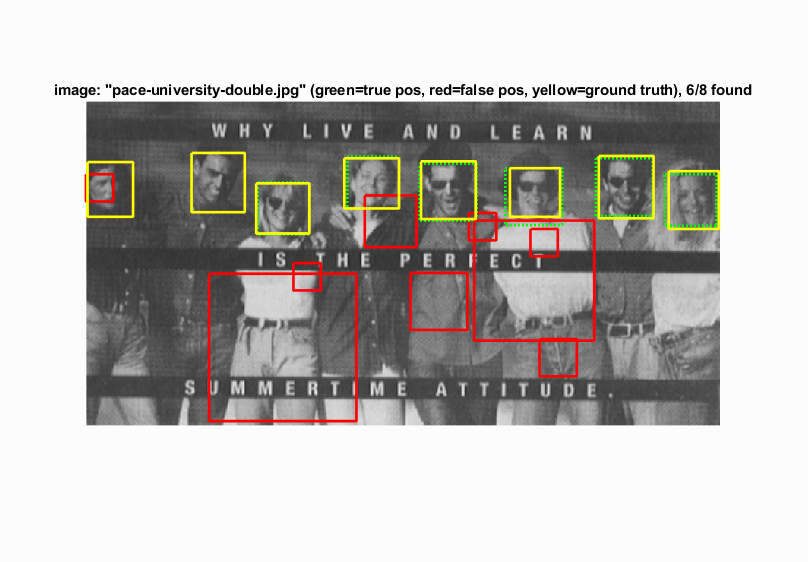 image: "pace-university-double.jpg" (green=true pos, red=false pos, yellow=ground truth), 6/8 found
WHY LIVE AND LEARN
IS THE PERFECT
SUMMERTIME ATTITUDE.